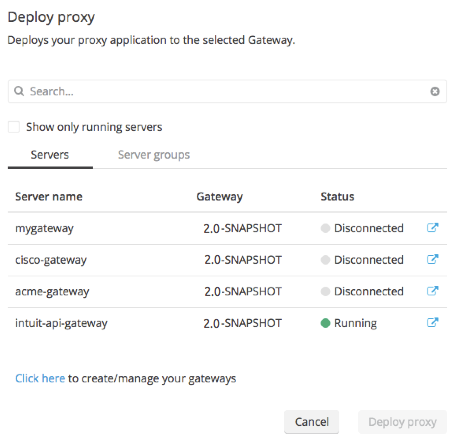 Deploy proxy
Deploys your proxy application to the selected Gateway.
Search...
Show only running servers
Servers Server groups
Server name Gateway Status
mygateway 2.0-SNAPSHOT Disconnected
cisco-gateway 2.0-SNAPSHOT Disconnected
acme-gateway 2.0-SNAPSHOT Disconnected
intuit-api-gateway 2.0-SNAPSHOT Running
Click here to create/manage your gateways
Cancel Deploy proxy